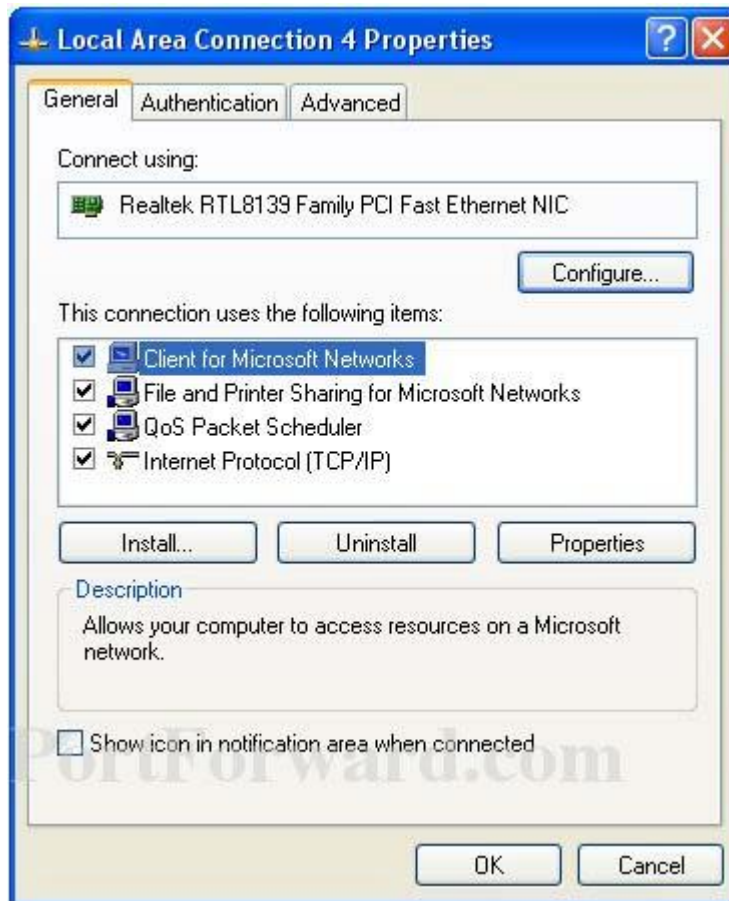 Local Area Connection 4 Properties
General Authentication Advanced
Connect using:
Realtek RTL8139 Family PCI Fast Ethernet NIC
Configure...
This connection uses the following items:
Client for Microsoft Networks
File and Printer Sharing for Microsoft Networks
QoS Packet Scheduler
Internet Protocol (TCP/IP)
Install... Uninstall Properties
Description
Allows your computer to access resources on a Microsoft
network.
Show icon in notification area when connected
PortForward.com
OK Cancel